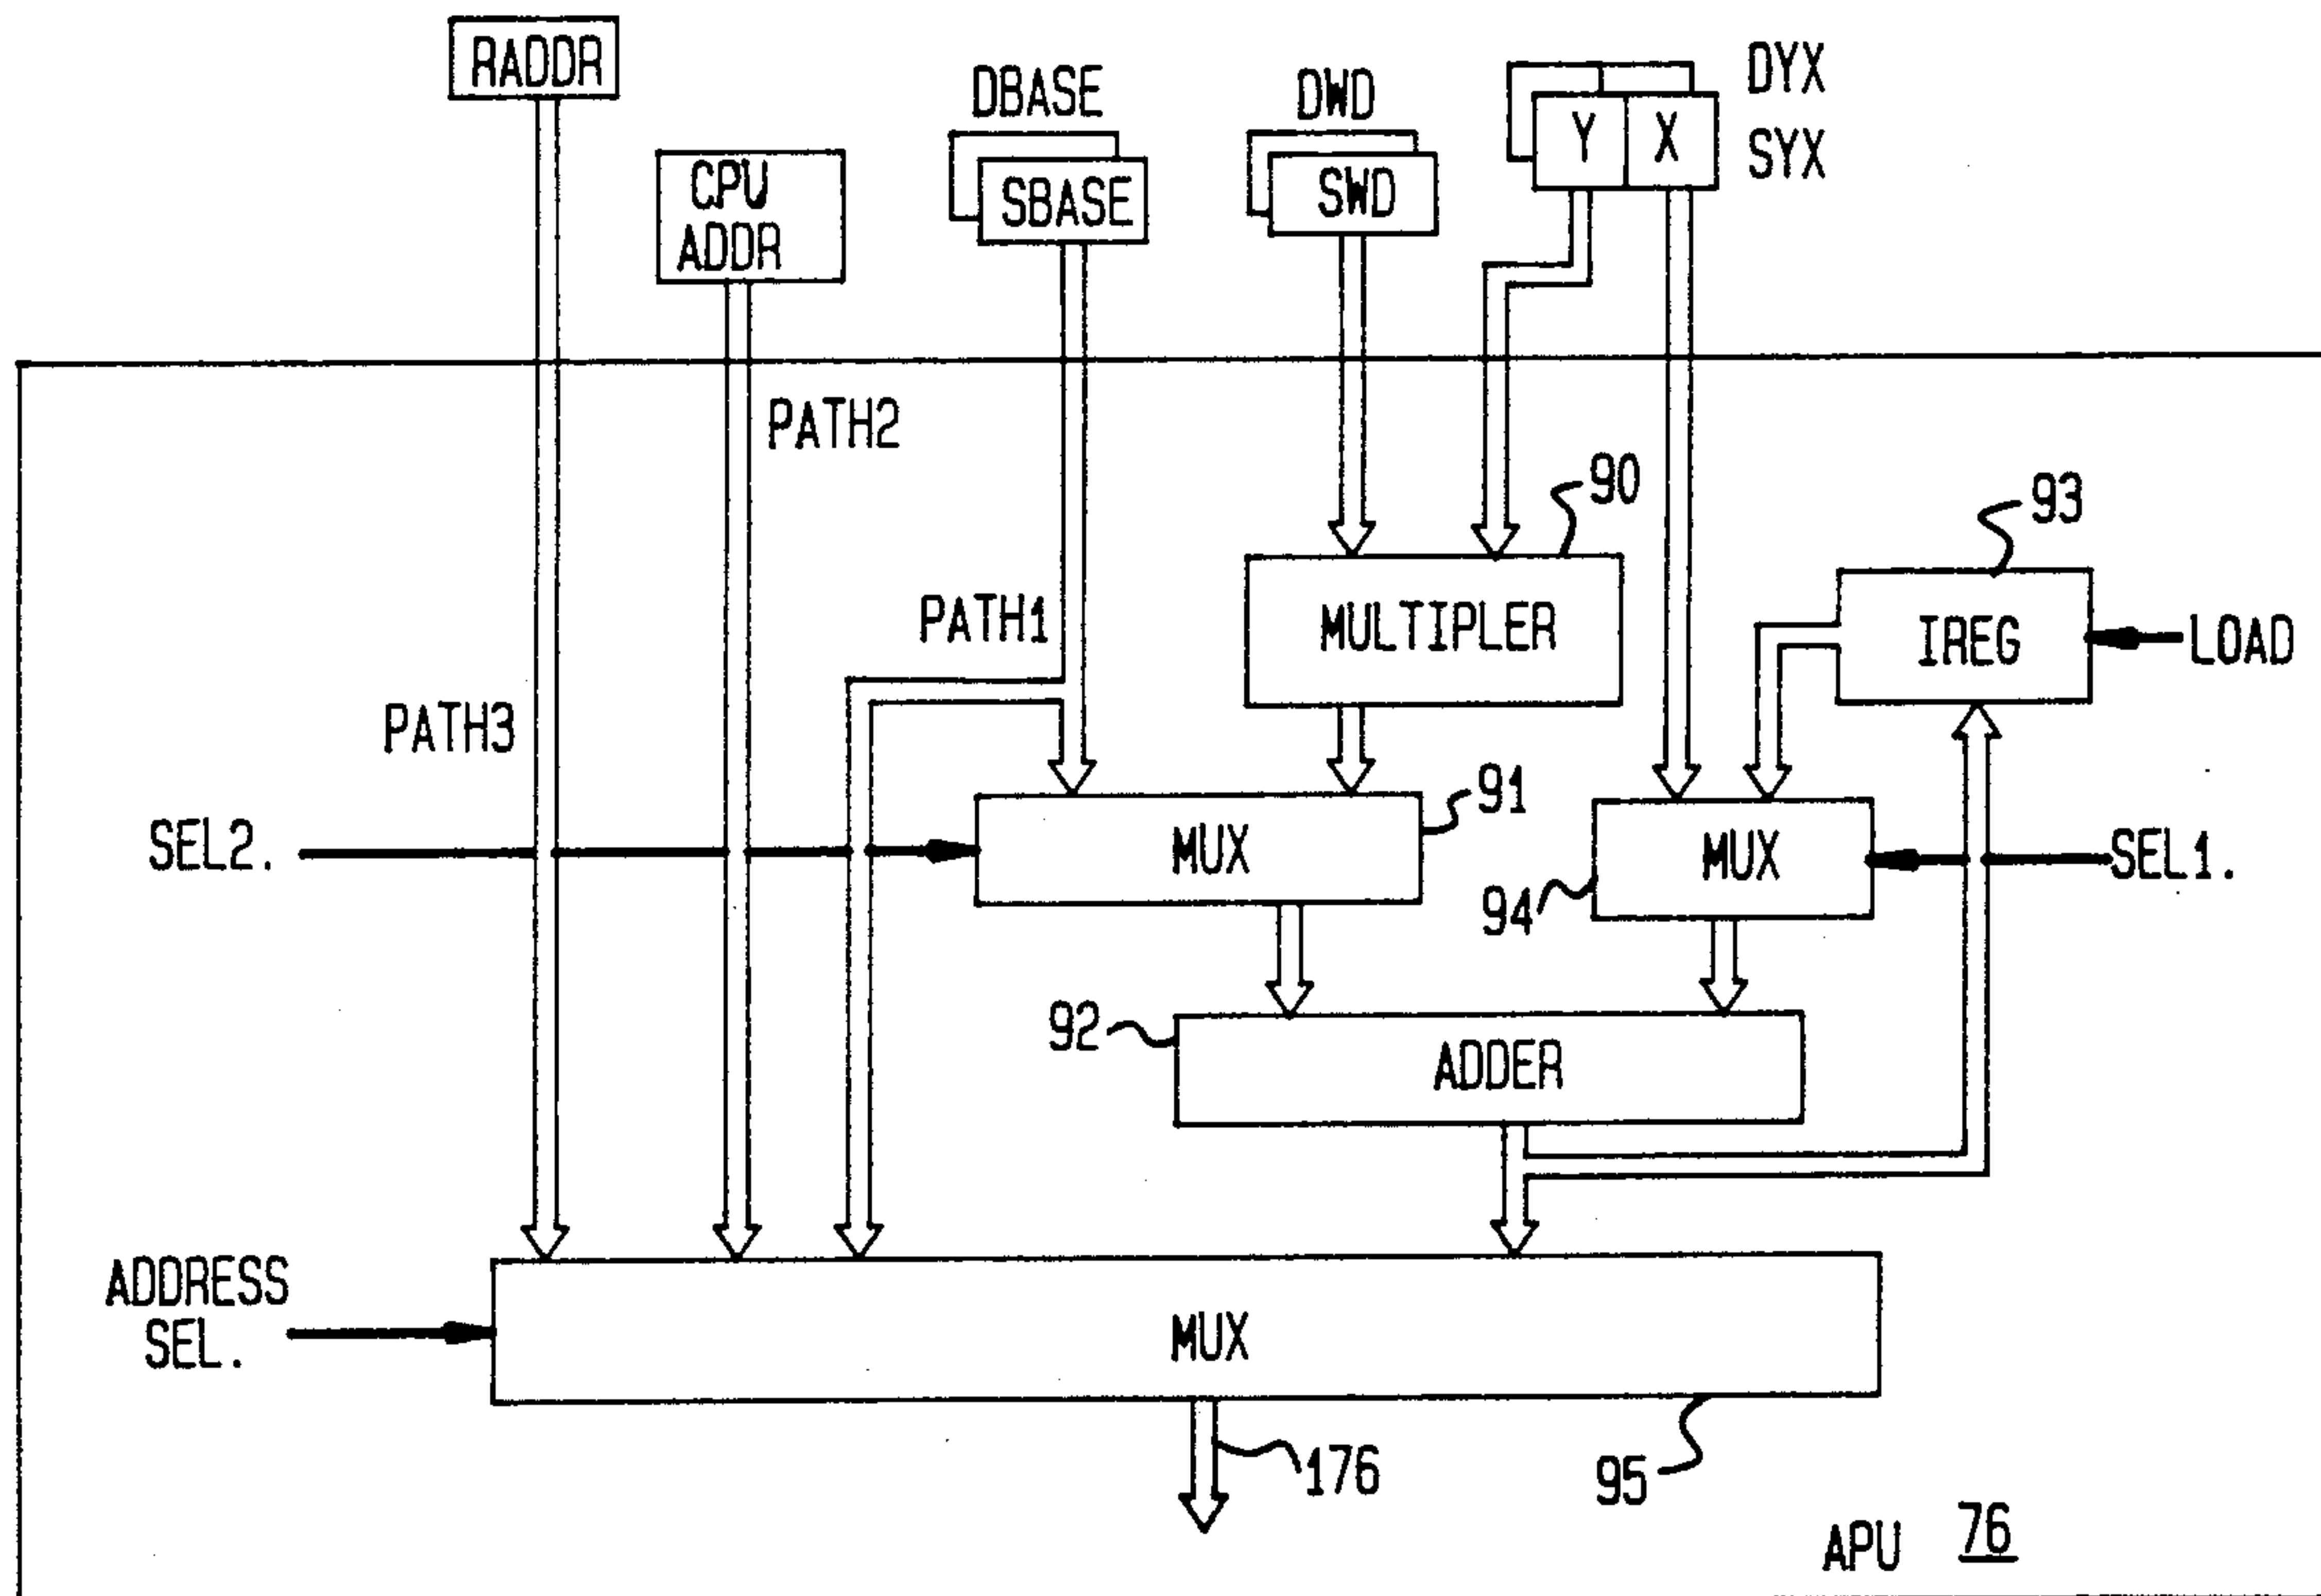 RADDR
DYX
DBASE
DWD
Y X
SYX
CPU
ADDR
SBASE
SWD
PATH2
90
93
PATH1
MULTIPLER
IREG
LOAD
PATH3
91
SEL2.
MUX
MUX
SEL1.
94
92
ADDER
ADDRESS
SEL.
MUX
176
95
APU 76